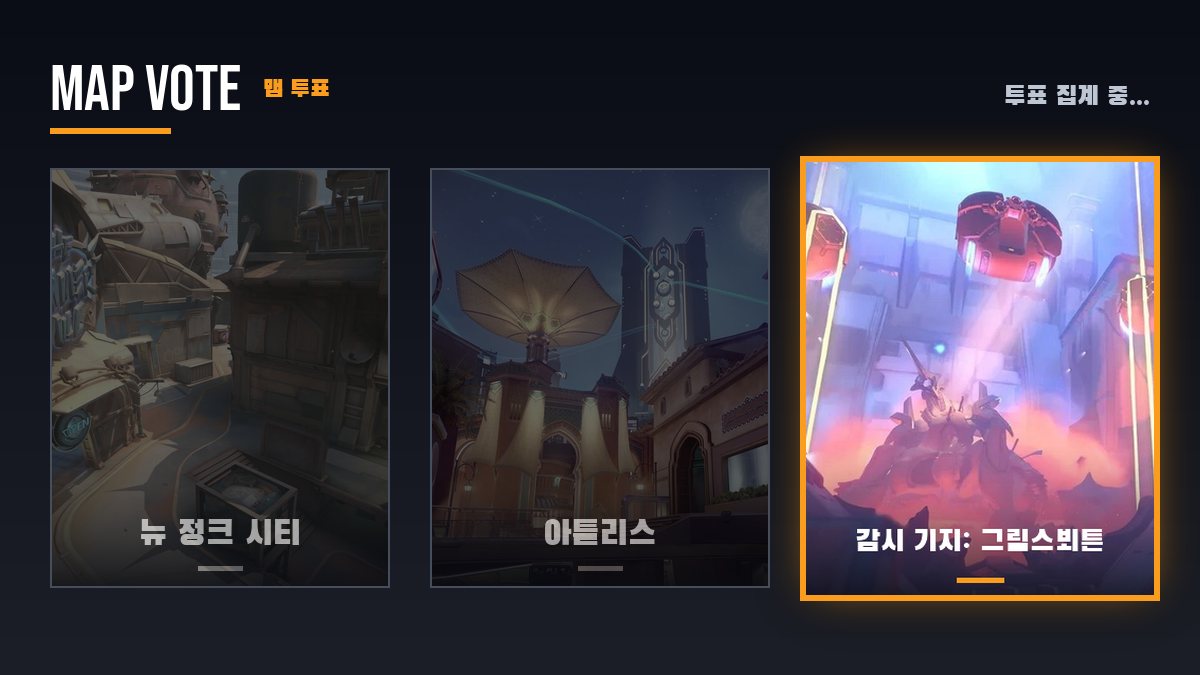 MAP VOTE 맵 투표
투표 집계 중...
뉴 정크 시티
아틀리스
감시 기지: 그림스뵈튼